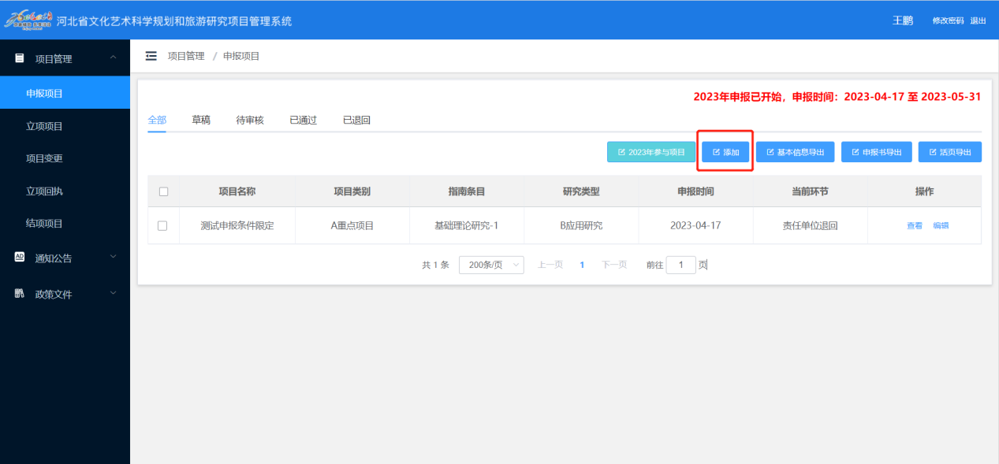 河北省文化艺术科学规划和旅游研究项目管理系统
王鹏 修改密码 退出
项目管理
申报项目
立项项目
项目变更
立项回执
结项项目
AD 通知公告
政策文件
项目管理 / 申报项目
2023年申报已开始，申报时间：2023-04-17 至 2023-05-31
全部 草稿 待审核 已通过 已退回
2023年参与项目 添加 基本信息导出 申报书导出 活页导出
项目名称 项目类别 指南条目 研究类型 申报时间 当前环节 操作
测试申报条件限定 A重点项目 基础理论研究-1 B应用研究 2023-04-17 责任单位退回 查看 编辑
共 1 条 200条/页 上一页 1 下一页 前往 1 页